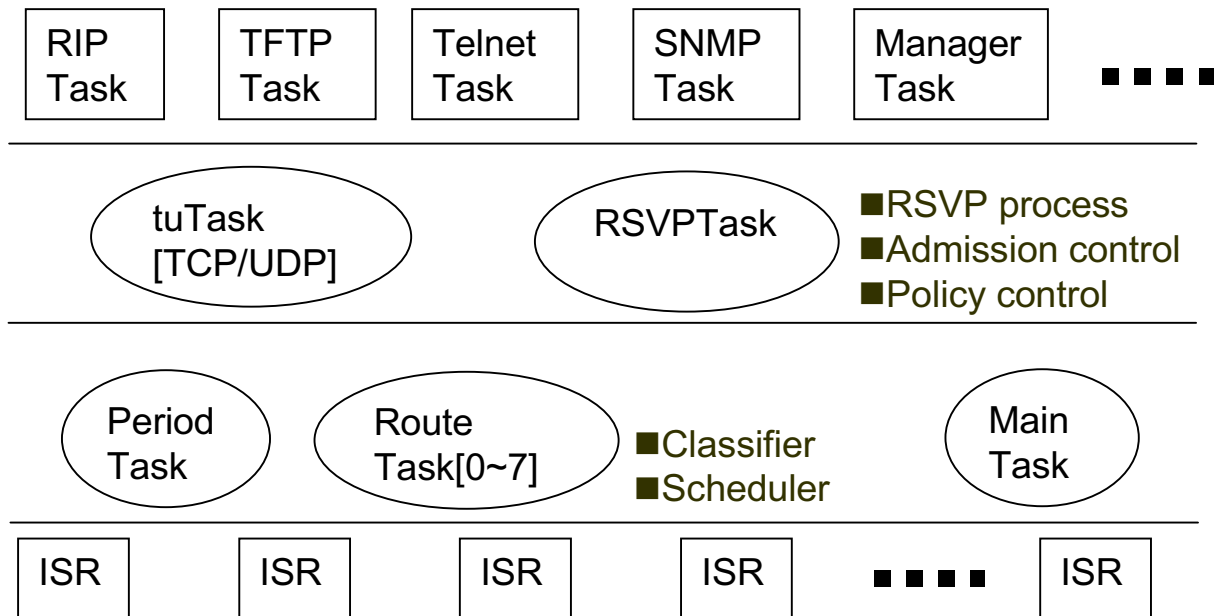 RIP
Task
TFTP
Task
Telnet
Task
SNMP
Task
Manager
Task
tuTask
[TCP/UDP]
RSVPTask
■RSVP process
■Admission control
■Policy control
Period
Task
Route
Task[0~7]
■Classifier
■Scheduler
Main
Task
ISR
ISR
ISR
ISR
ISR